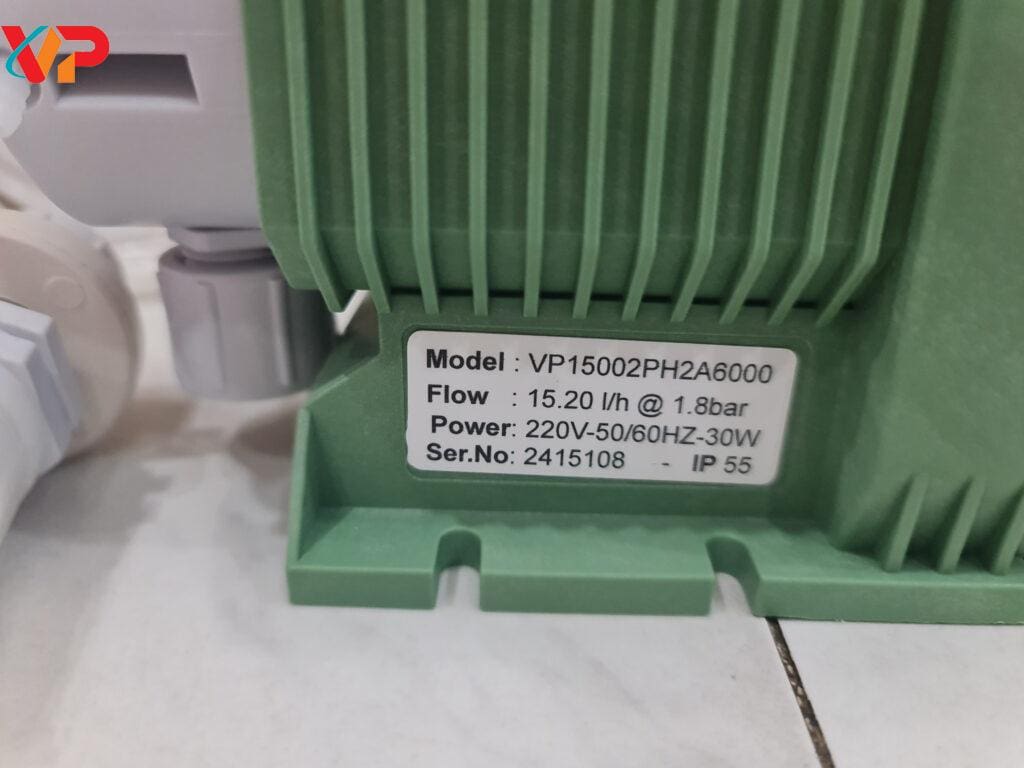 VP
Model : VP15002PH2A6000
Flow : 15.20 l/h @ 1.8bar
Power: 220V-50/60HZ-30W
Ser.No: 2415108 - IP 55